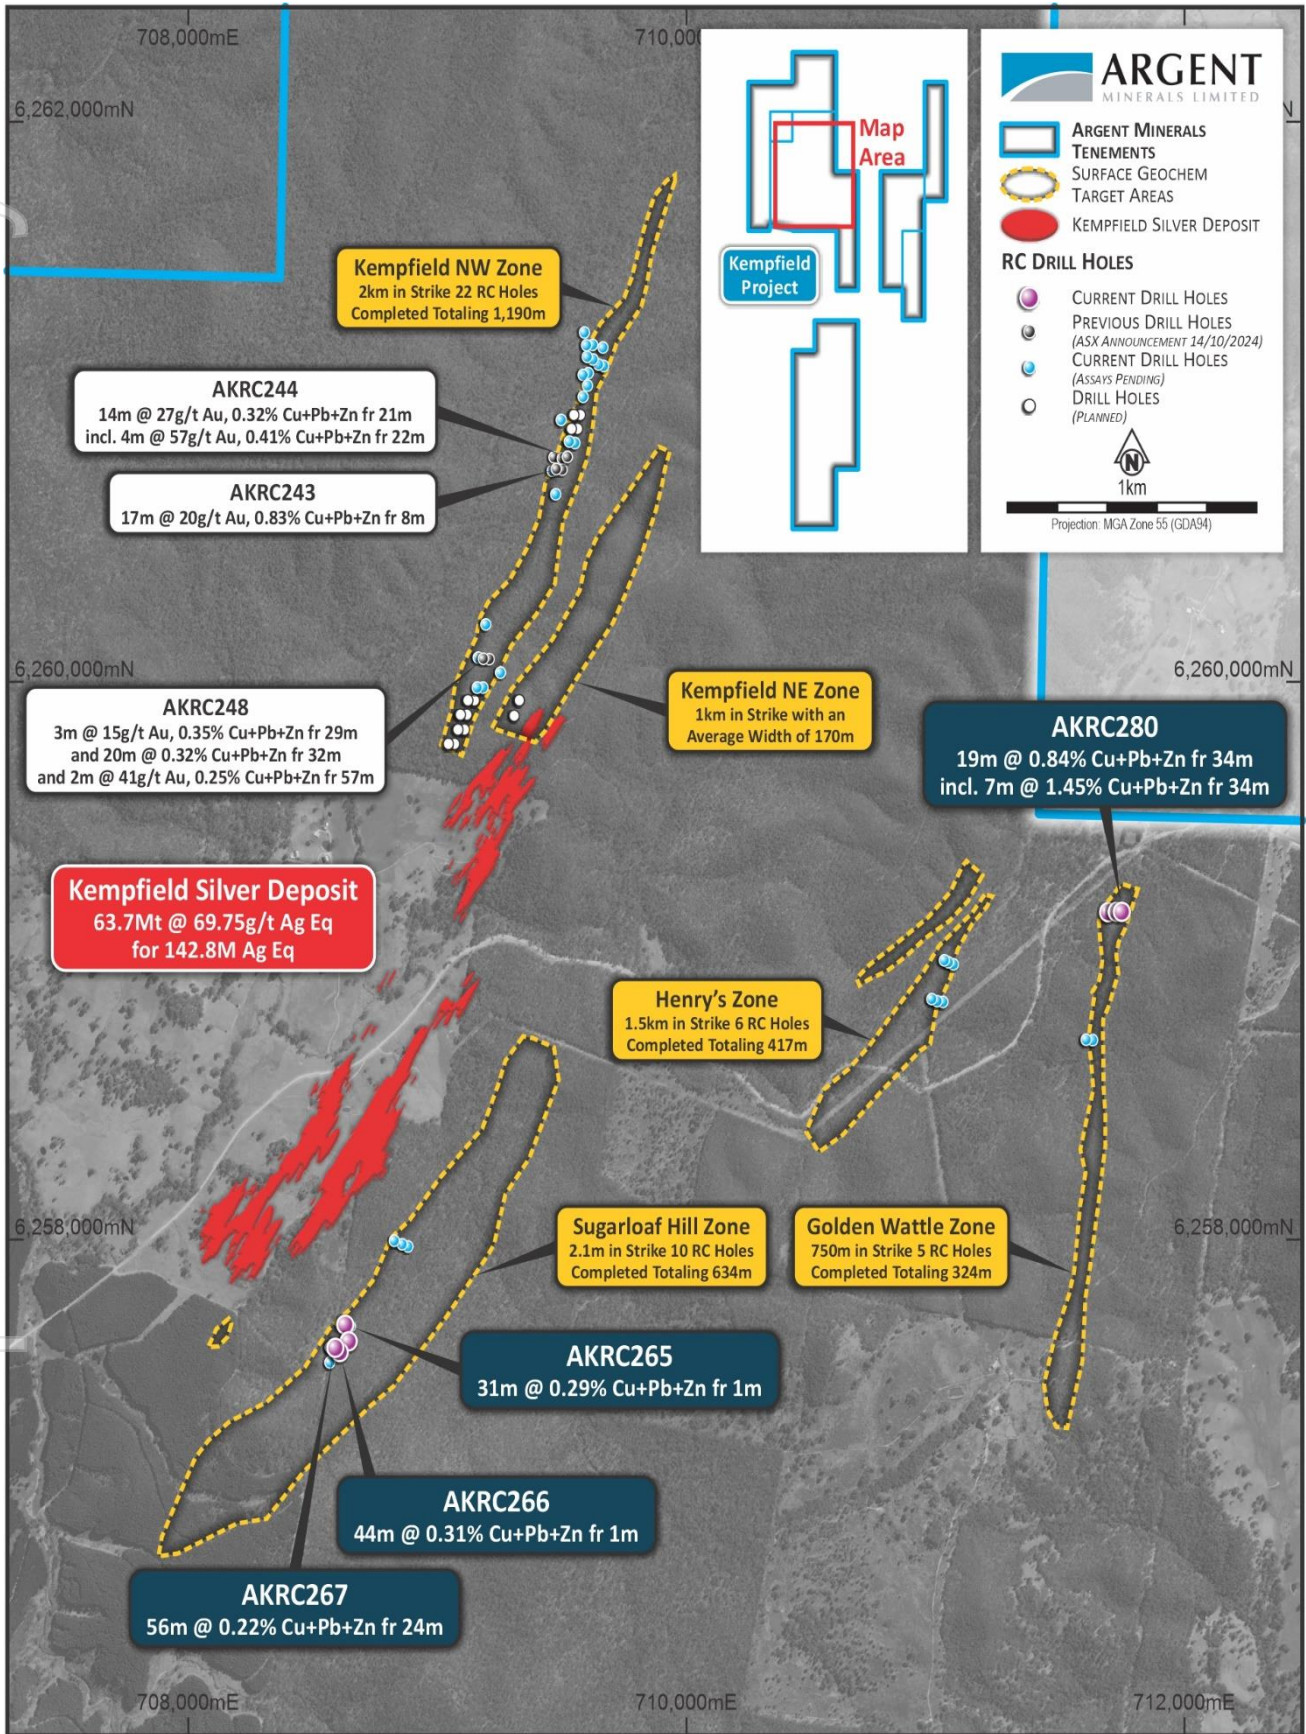 708,000mE
710,000
6,262,000mN
N
Map
Area
Kempfield
Project
ARGENT
MINERALS LIMITED
ARGENT MINERALS
TENEMENTS
SURFACE GEOCHEM
TARGET AREAS
KEMPFIELD SILVER DEPOSIT
RC DRILL HOLES
CURRENT DRILL HOLES
PREVIOUS DRILL HOLES
(ASX ANNOUNCEMENT 14/10/2024)
CURRENT DRILL HOLES
(ASSAYS PENDING)
DRILL HOLES
(PLANNED)
N
1km
Projection: MGA Zone 55 (GDA94)
Kempfield NW Zone
2km in Strike 22 RC Holes
Completed Totaling 1,190m
AKRC244
14m @ 27g/t Au, 0.32% Cu+Pb+Zn fr 21m
incl. 4m @ 57g/t Au, 0.41% Cu+Pb+Zn fr 22m
AKRC243
17m @ 20g/t Au, 0.83% Cu+Pb+Zn fr 8m
6,260,000mN
6,260,000mN
AKRC248
3m @ 15g/t Au, 0.35% Cu+Pb+Zn fr 29m
and 20m @ 0.32% Cu+Pb+Zn fr 32m
and 2m @ 41g/t Au, 0.25% Cu+Pb+Zn fr 57m
Kempfield NE Zone
1km in Strike with an
Average Width of 170m
AKRC280
19m @ 0.84% Cu+Pb+Zn fr 34m
incl. 7m @ 1.45% Cu+Pb+Zn fr 34m
Kempfield Silver Deposit
63.7Mt @ 69.75g/t Ag Eq
for 142.8M Ag Eq
Henry's Zone
1.5km in Strike 6 RC Holes
Completed Totaling 417m
6,258,000mN
6,258,000mN
Sugarloaf Hill Zone
2.1m in Strike 10 RC Holes
Completed Totaling 634m
Golden Wattle Zone
750m in Strike 5 RC Holes
Completed Totaling 324m
AKRC265
31m @ 0.29% Cu+Pb+Zn fr 1m
AKRC266
44m @ 0.31% Cu+Pb+Zn fr 1m
AKRC267
56m @ 0.22% Cu+Pb+Zn fr 24m
708,000mE
710,000mE
712,000mE